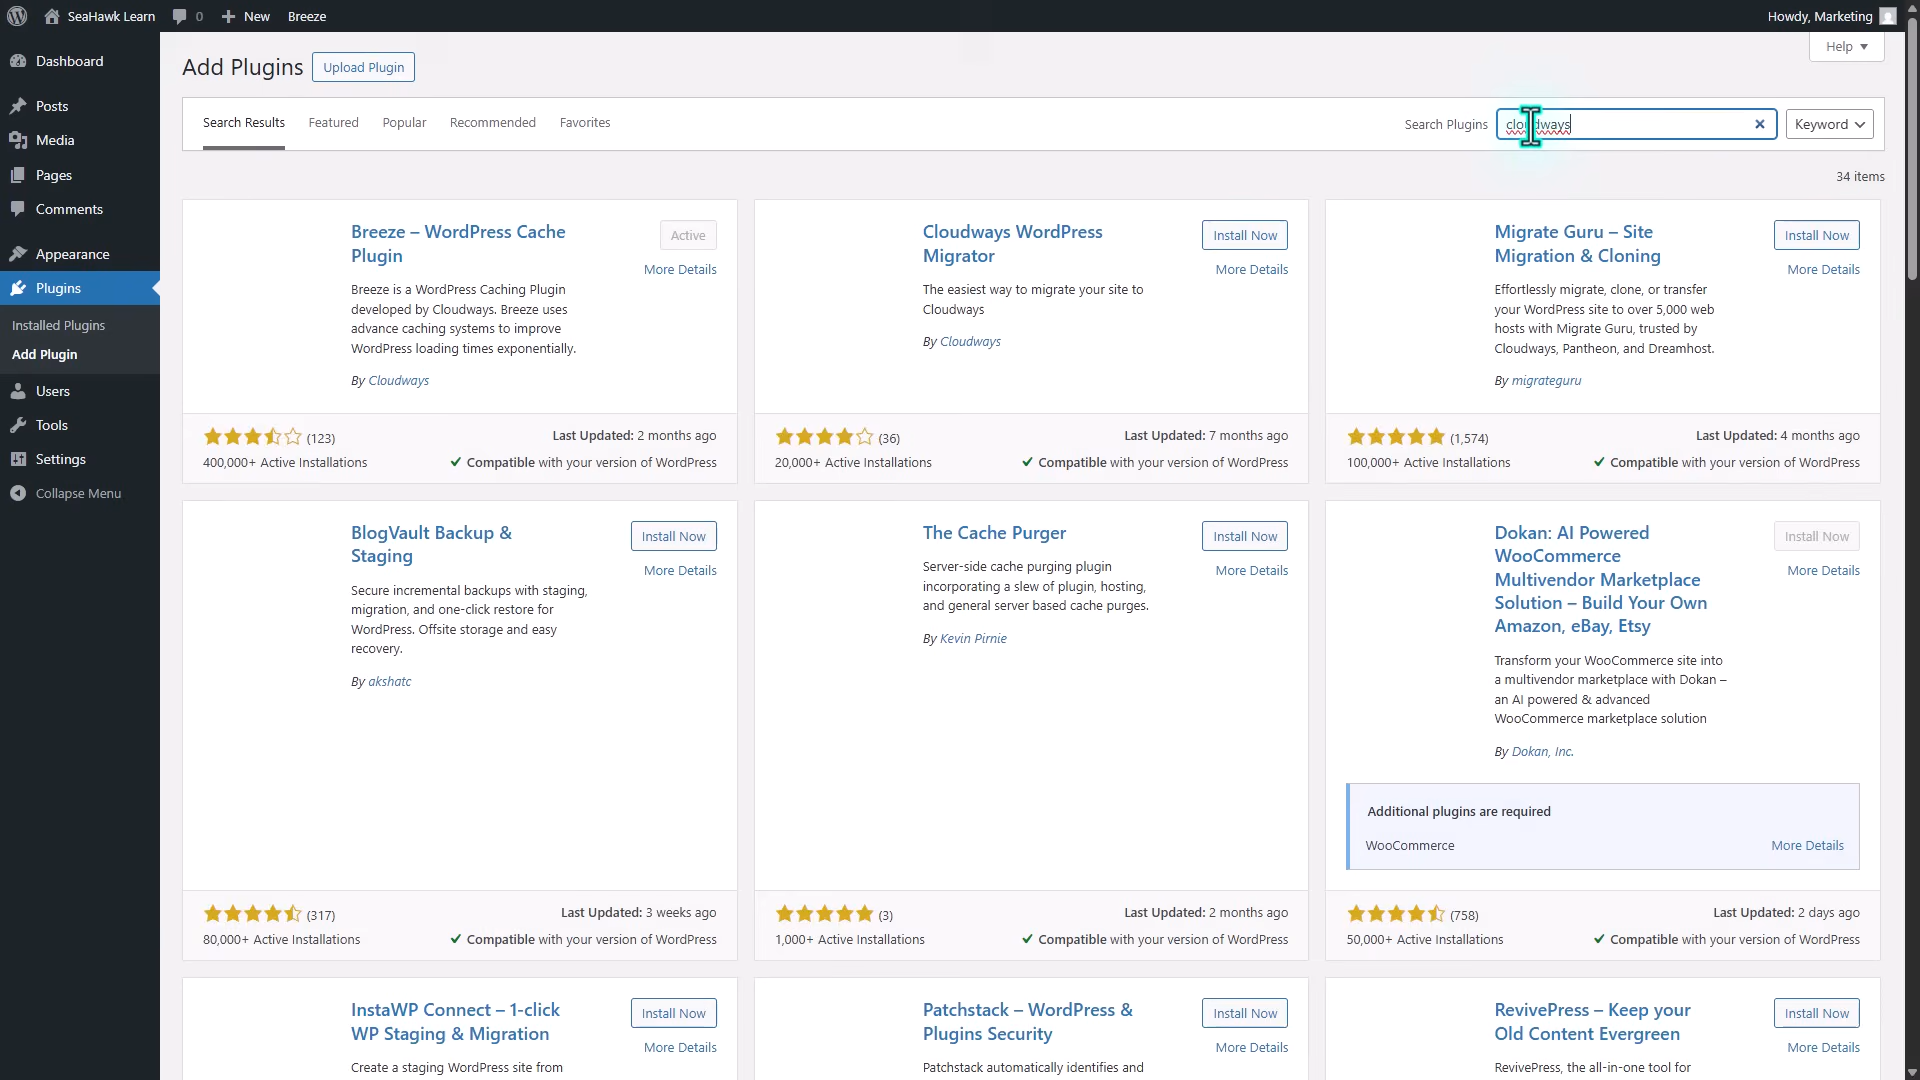 SeaHawk Learn
0
New
Breeze
Howdy, Marketing
Dashboard
Posts
Media
Pages
Comments
Appearance
Plugins
Installed Plugins
Add Plugin
Users
Tools
Settings
Collapse Menu
Help
Add Plugins
Upload Plugin
Search Results
Featured
Popular
Recommended
Favorites
Search Plugins
cloudways
Keyword
34 items
Breeze – WordPress Cache
Plugin
Active
More Details
Breeze is a WordPress Caching Plugin
developed by Cloudways. Breeze uses
advance caching systems to improve
WordPress loading times exponentially.
By Cloudways
(123)
Last Updated: 2 months ago
400,000+ Active Installations
Compatible with your version of WordPress
Cloudways WordPress
Migrator
Install Now
More Details
The easiest way to migrate your site to
Cloudways
By Cloudways
(36)
Last Updated: 7 months ago
20,000+ Active Installations
Compatible with your version of WordPress
Migrate Guru – Site
Migration & Cloning
Install Now
More Details
Effortlessly migrate, clone, or transfer
your WordPress site to over 5,000 web
hosts with Migrate Guru, trusted by
Cloudways, Pantheon, and Dreamhost.
By migrateguru
(1,574)
Last Updated: 4 months ago
100,000+ Active Installations
Compatible with your version of WordPress
BlogVault Backup &
Staging
Install Now
More Details
Secure incremental backups with staging,
migration, and one-click restore for
WordPress. Offsite storage and easy
recovery.
By akshatc
(317)
Last Updated: 3 weeks ago
80,000+ Active Installations
Compatible with your version of WordPress
The Cache Purger
Install Now
More Details
Server-side cache purging plugin
incorporating a slew of plugin, hosting,
and general server based cache purges.
By Kevin Pirnie
(3)
Last Updated: 2 months ago
1,000+ Active Installations
Compatible with your version of WordPress
Dokan: AI Powered
WooCommerce
Multivendor Marketplace
Solution – Build Your Own
Amazon, eBay, Etsy
Install Now
More Details
Transform your WooCommerce site into
a multivendor marketplace with Dokan –
an AI powered & advanced
WooCommerce marketplace solution
By Dokan, Inc.
Additional plugins are required
WooCommerce
More Details
(758)
Last Updated: 2 days ago
50,000+ Active Installations
Compatible with your version of WordPress
InstaWP Connect – 1-click
WP Staging & Migration
Install Now
More Details
Create a staging WordPress site from
Patchstack – WordPress &
Plugins Security
Install Now
More Details
Patchstack automatically identifies and
RevivePress – Keep your
Old Content Evergreen
Install Now
More Details
RevivePress, the all-in-one tool for